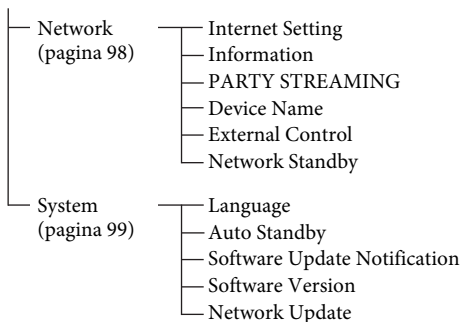 Network
(pagina 98)
Internet Setting
Information
PARTY STREAMING
Device Name
External Control
Network Standby
System
(pagina 99)
Language
Auto Standby
Software Update Notification
Software Version
Network Update